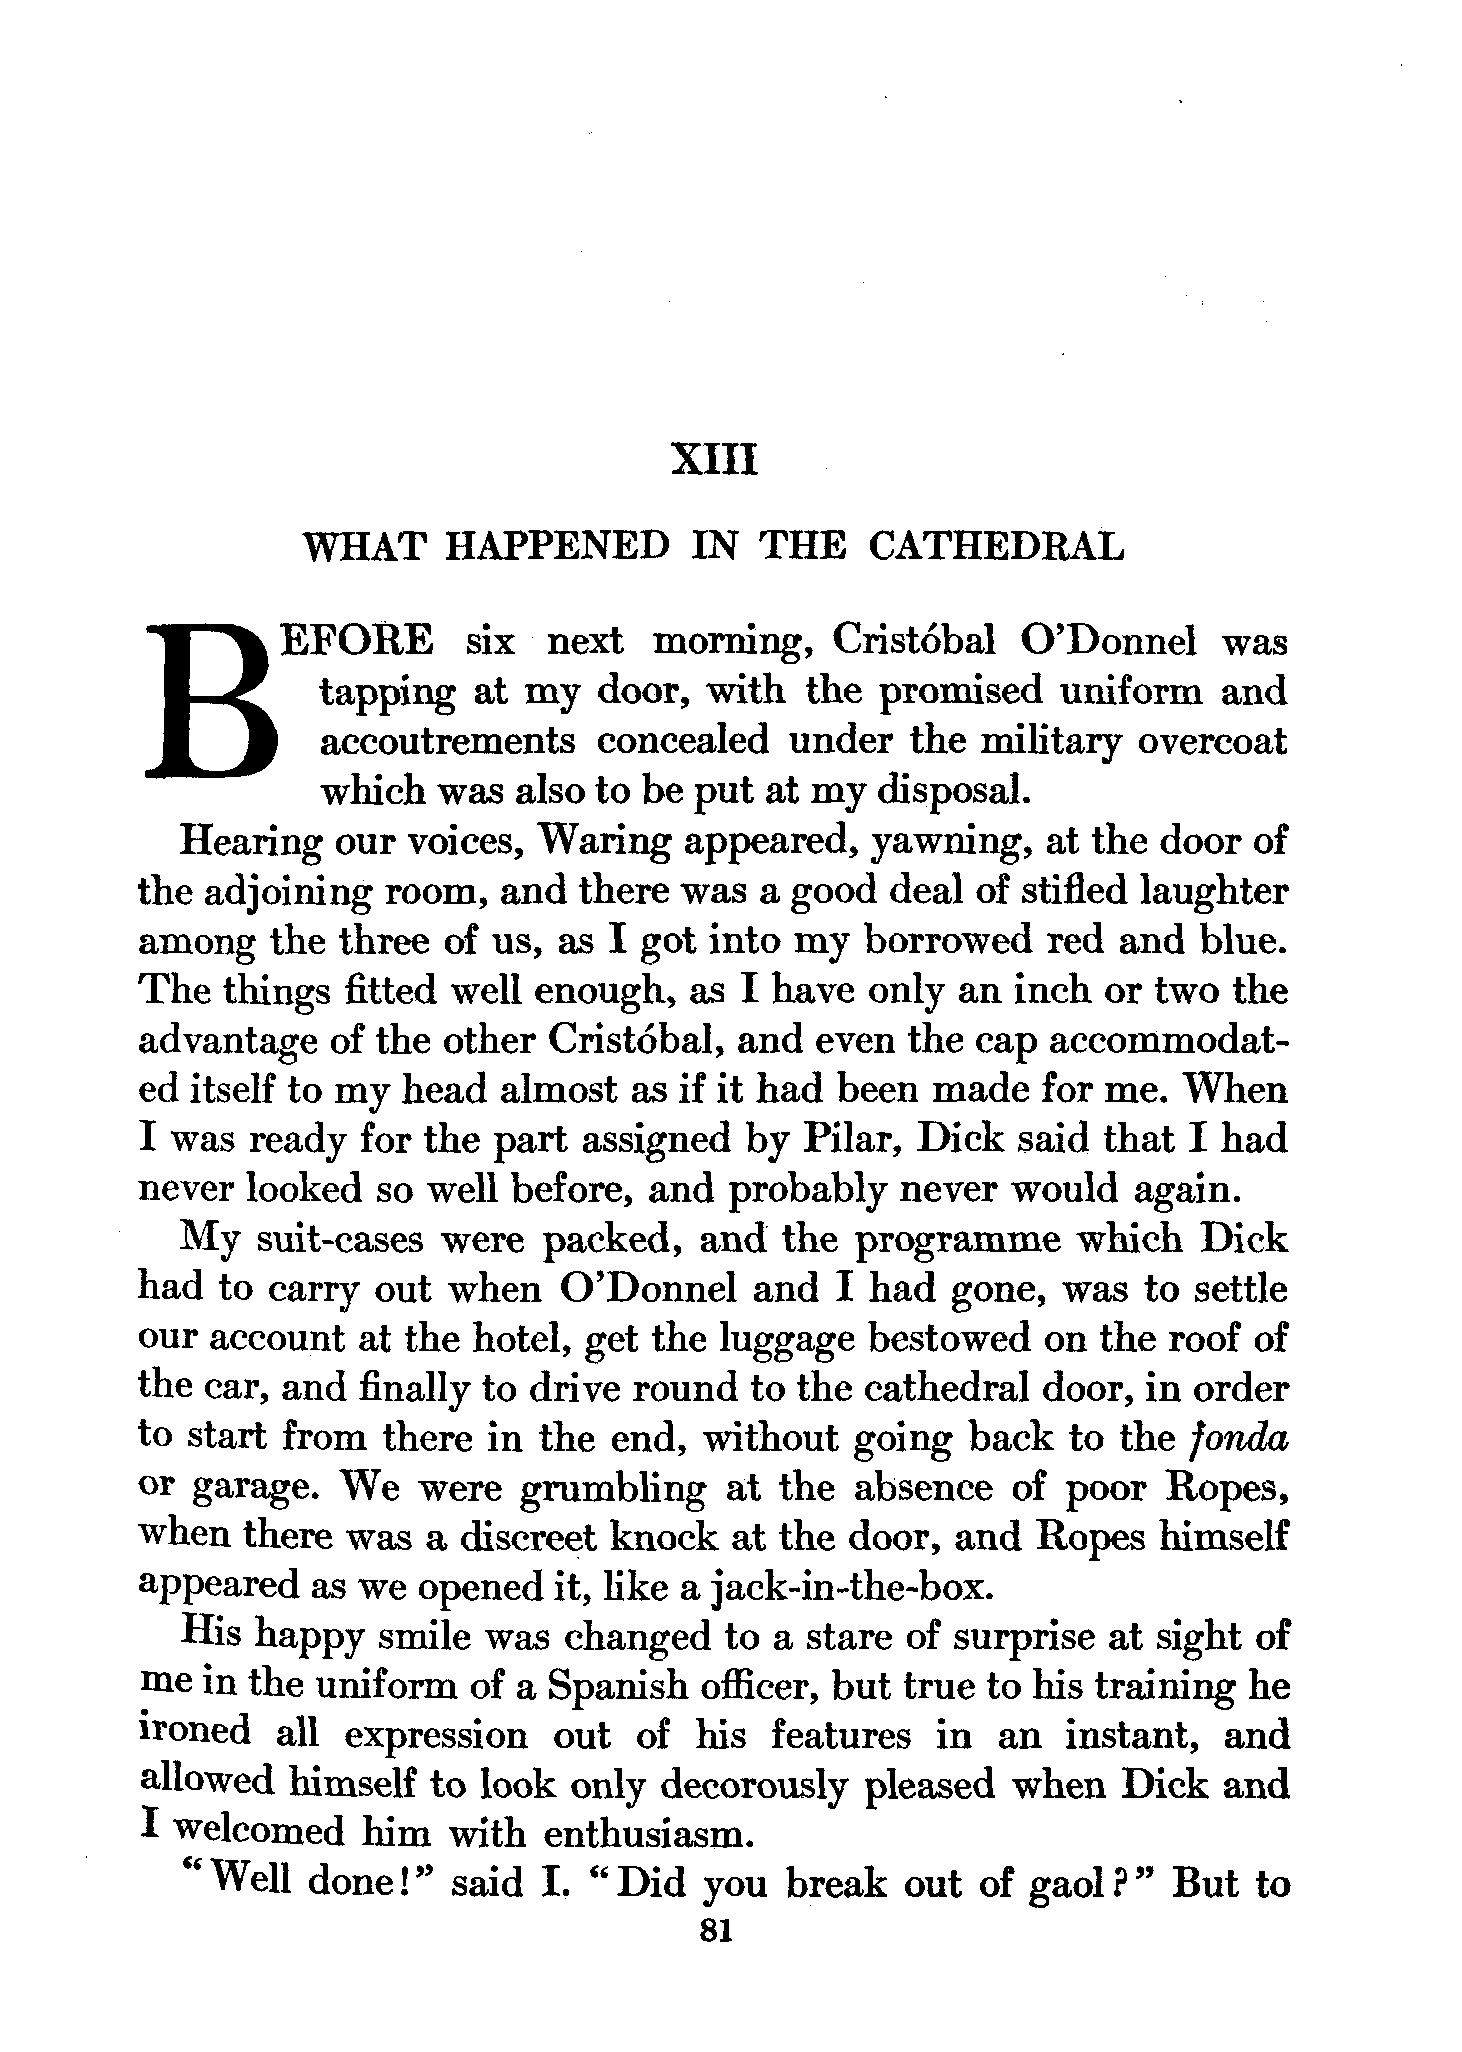 XIII
WHAT HAPPENED IN THE CATHEDRAL
BEFORE six next morning, Cristóbal O'Donnel was
tapping at my door, with the promised uniform and
accoutrements concealed under the military overcoat
which was also to be put at my disposal.
Hearing our voices, Waring appeared, yawning, at the door of
the adjoining room, and there was a good deal of stifled laughter
among the three of us, as I got into my borrowed red and blue.
The things fitted well enough, as I have only an inch or two the
advantage of the other Cristóbal, and even the cap accommodat-
ed itself to my head almost as if it had been made for me. When
I was ready for the part assigned by Pilar, Dick said that I had
never looked so well before, and probably never would again.
My suit-cases were packed, and the programme which Dick
had to carry out when O'Donnel and I had gone, was to settle
our account at the hotel, get the luggage bestowed on the roof of
the car, and finally to drive round to the cathedral door, in order
to start from there in the end, without going back to the fonda
or garage. We were grumbling at the absence of poor Ropes,
when there was a discreet knock at the door, and Ropes himself
appeared as we opened it, like a jack-in-the-box.
His happy smile was changed to a stare of surprise at sight of
me in the uniform of a Spanish officer, but true to his training he
ironed all expression out of his features in an instant, and
allowed himself to look only decorously pleased when Dick and
I welcomed him with enthusiasm.
"Well done!" said I. "Did you break out of gaol?" But to
81